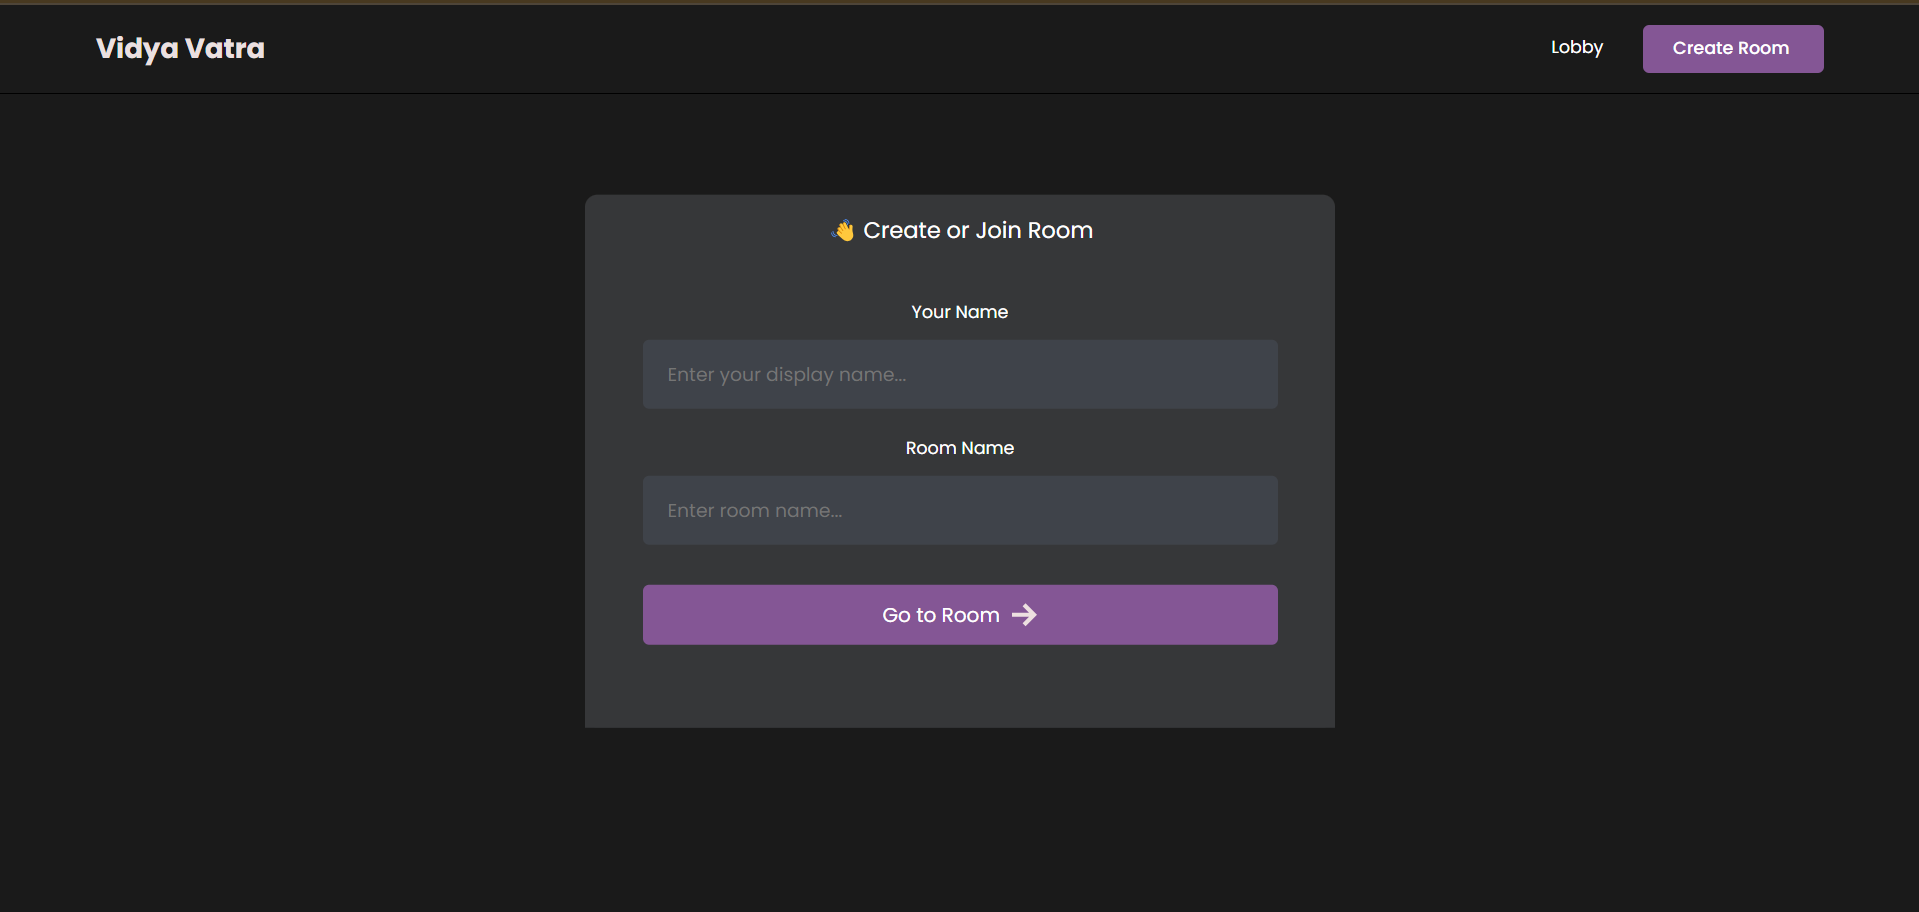 Vidya Vatra
Lobby
Create Room
👋 Create or Join Room
Your Name
Enter your display name...
Room Name
Enter room name...
Go to Room